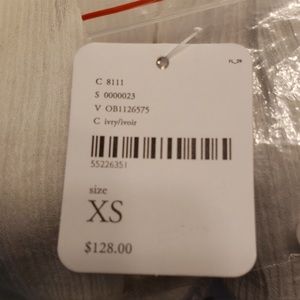 C 8111
S 0000023
V OB1126575
C ivry/ivoir
55226351
size
XS
$128.00